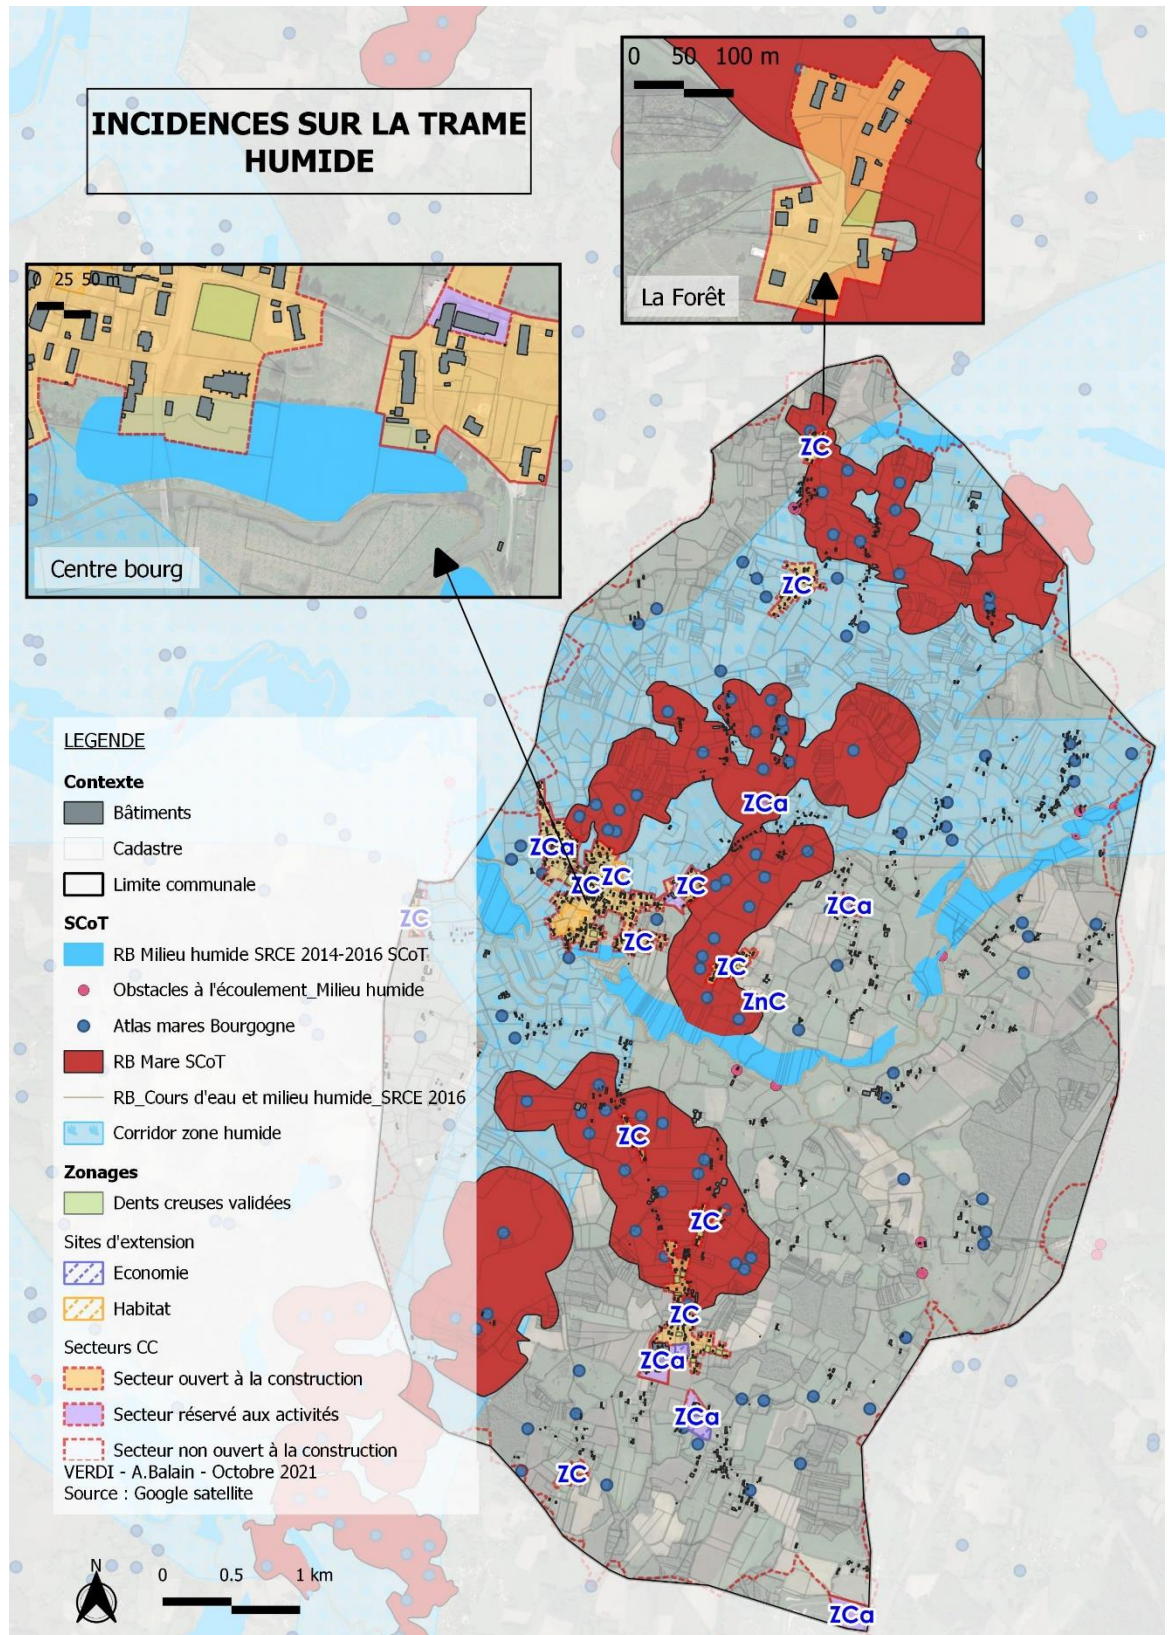 INCIDENCES SUR LA TRAME
HUMIDE
0 50 100 m
La Forêt
0 25 50 m
Centre bourg
ZC
ZC
ZCa
ZCa
ZC
ZC
ZC
ZCa
ZC
ZC
ZC
ZnC
ZC
ZC
ZC
ZCa
ZCa
ZC
ZCa
LEGENDE
Contexte
Bâtiments
Cadastre
Limite communale
SCoT
RB Milieu humide SRCE 2014-2016 SCoT
Obstacles à l'écoulement_Milieu humide
Atlas mares Bourgogne
RB Mare SCoT
RB_Cours d'eau et milieu humide_SRCE 2016
Corridor zone humide
Zonages
Dents creuses validées
Sites d'extension
Economie
Habitat
Secteurs CC
Secteur ouvert à la construction
Secteur réservé aux activités
Secteur non ouvert à la construction
VERDI - A.Balain - Octobre 2021
Source : Google satellite
N
0 0.5 1 km